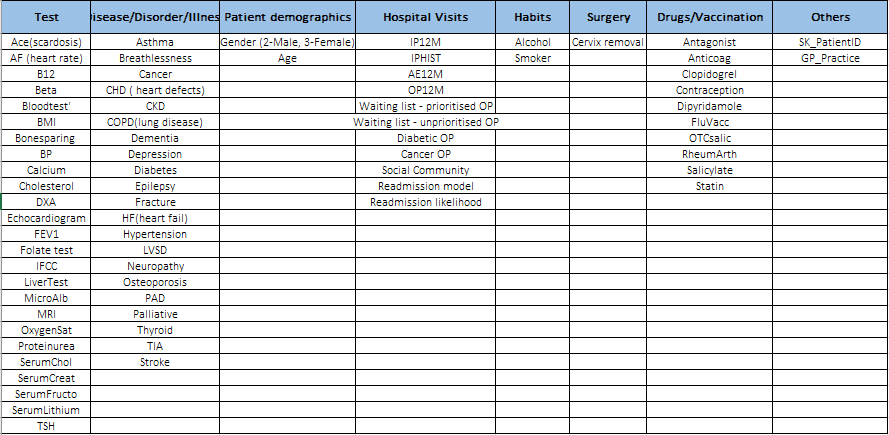 Test Disease/Disorder/Illnes Patient demographics Hospital Visits Habits Surgery Drugs/Vaccination Others
Ace(scardosis) Asthma Gender (2-Male, 3-Female) IP12M Alcohol Cervix removal Antagonist SK_PatientID
AF (heart rate) Breathlessness Age IPHIST Smoker Anticoag GP_Practice
B12 Cancer AE12M Clopidogrel
Beta CHD ( heart defects) OP12M Contraception
Bloodtest' CKD Waiting list - prioritised OP Dipyridamole
BMI COPD(lung disease) Waiting list - unprioritised OP FluVacc
Bonesparing Dementia Diabetic OP OTCsalic
BP Depression Cancer OP RheumArth
Calcium Diabetes Social Community Salicylate
Cholesterol Epilepsy Readmission model Statin
DXA Fracture Readmission likelihood
Echocardiogram HF(heart fail)
FEV1 Hypertension
Folate test LVSD
IFCC Neuropathy
LiverTest Osteoporosis
MicroAlb PAD
MRI Palliative
OxygenSat Thyroid
Proteinurea TIA
SerumChol Stroke
SerumCreat
SerumFructo
SerumLithium
TSH